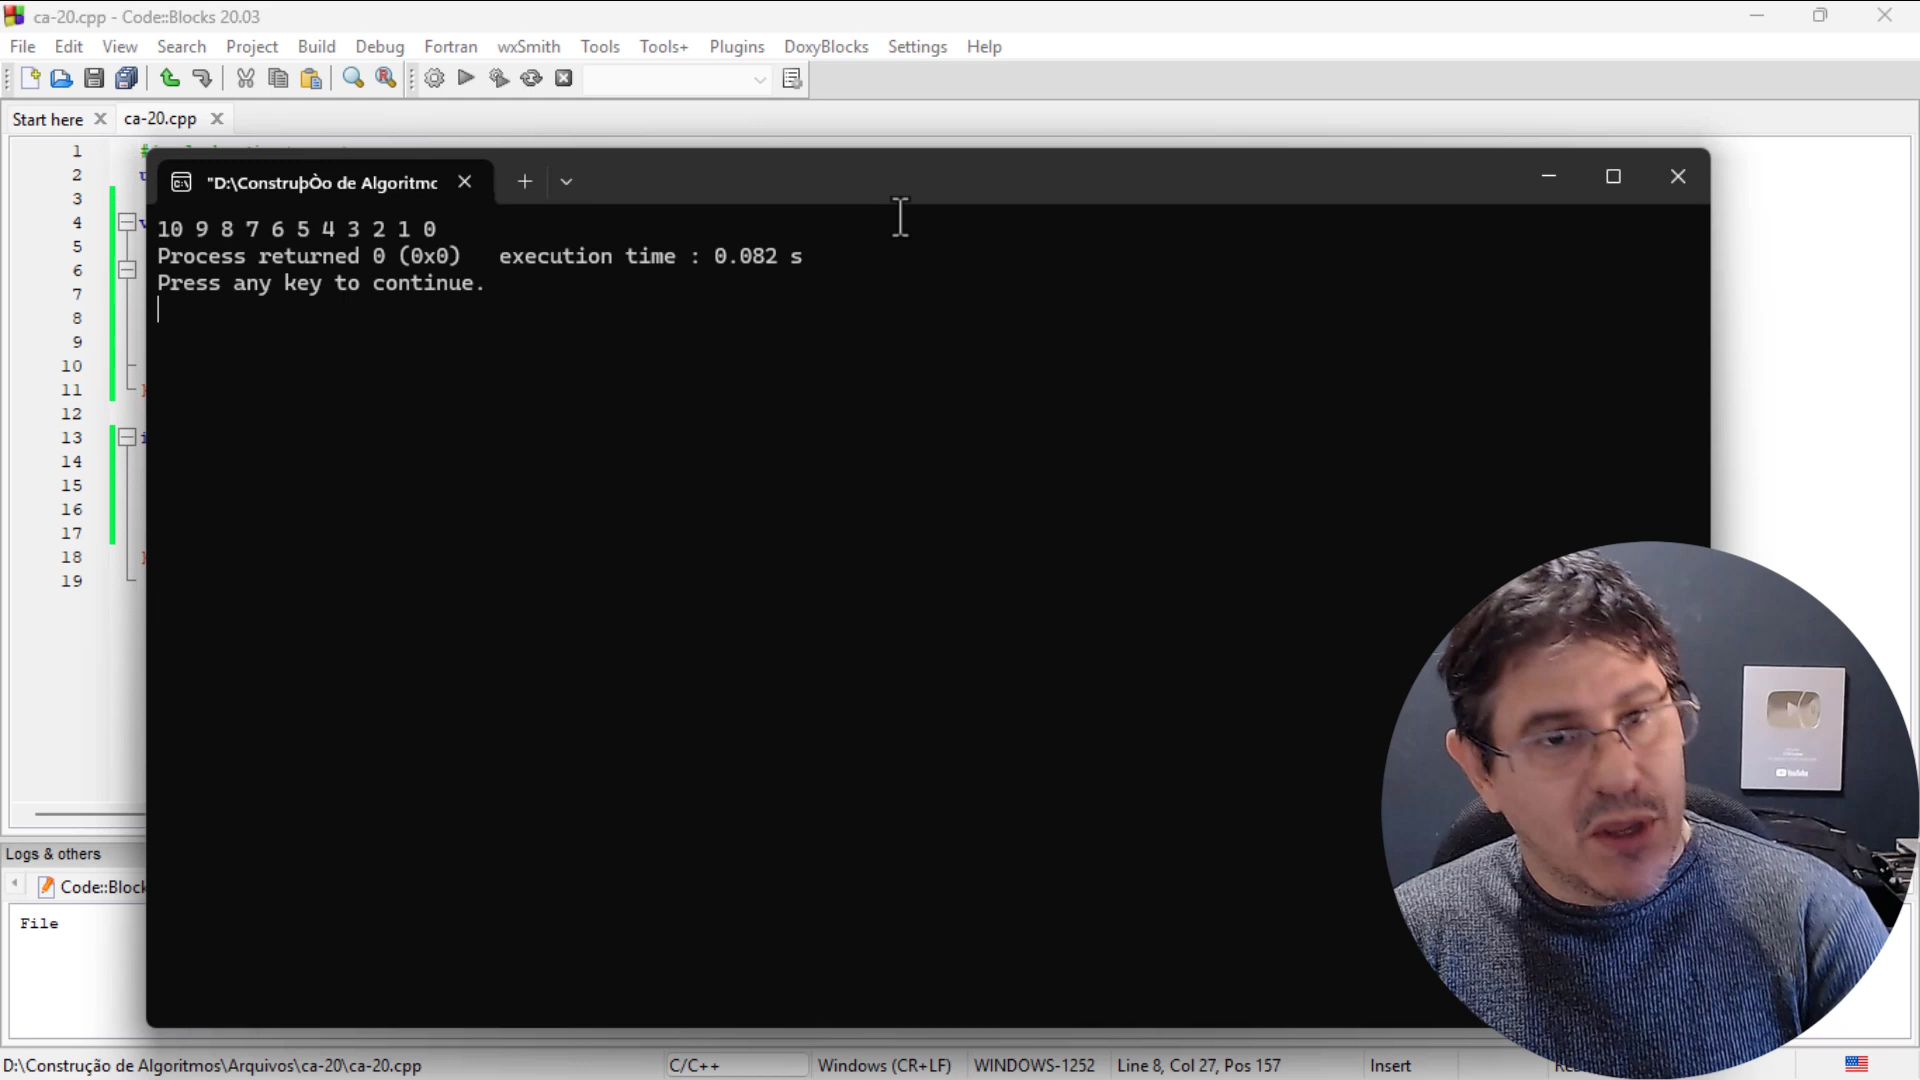 ca-20.cpp - Code::Blocks 20.03
File Edit View Search Project Build Debug Fortran wxSmith Tools Tools+ Plugins DoxyBlocks Settings Help
Start here ca-20.cpp
1
2
3
4
5
6
7
8
9
10
11
12
13
14
15
16
17
18
19
"D:\ConstruþÒo de Algoritmo
10 9 8 7 6 5 4 3 2 1 0
Process returned 0 (0x0)   execution time : 0.082 s
Press any key to continue.
YouTube
Logs & others
Code::Block
File
D:\Construção de Algoritmos\Arquivos\ca-20\ca-20.cpp C/C++ Windows (CR+LF) WINDOWS-1252 Line 8, Col 27, Pos 157 Insert